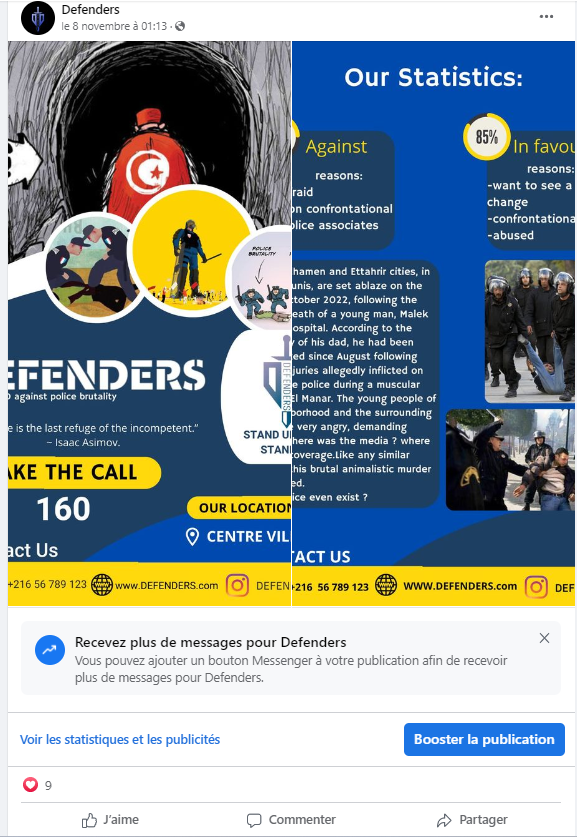 Defenders
le 8 novembre à 01:13
POLICE
BRUTALITY
EFENDERS
against police brutality
e is the last refuge of the incompetent."
– Isaac Asimov.
AKE THE CALL
160
act Us
+216 56 789 123
www.DEFENDERS.com
DEFEN
DEFENDERS
STAND U
STAN
OUR LOCATION
CENTRE VIL
Our Statistics:
Against
reasons:
raid
on confrontational
lice associates
85%
In favou
reasons:
-want to see a
change
-confrontationa
-abused
hamen and Ettahrir cities, in
unis, are set ablaze on the
tober 2022, following the
eath of a young man, Malek
ospital. According to the
y of his dad, he had been
ed since August following
juries allegedly inflicted on
e police during a muscular
El Manar. The young people of
borhood and the surrounding
very angry, demanding
here was the media ? where
overage.Like any similar
his brutal animalistic murder
ed.
ice even exist ?
TACT US
216 56 789 123
WWW.DEFENDERS.com
DEF
Recevez plus de messages pour Defenders
Vous pouvez ajouter un bouton Messenger à votre publication afin de recevoir
plus de messages pour Defenders.
Voir les statistiques et les publicités
Booster la publication
9
J'aime
Commenter
Partager